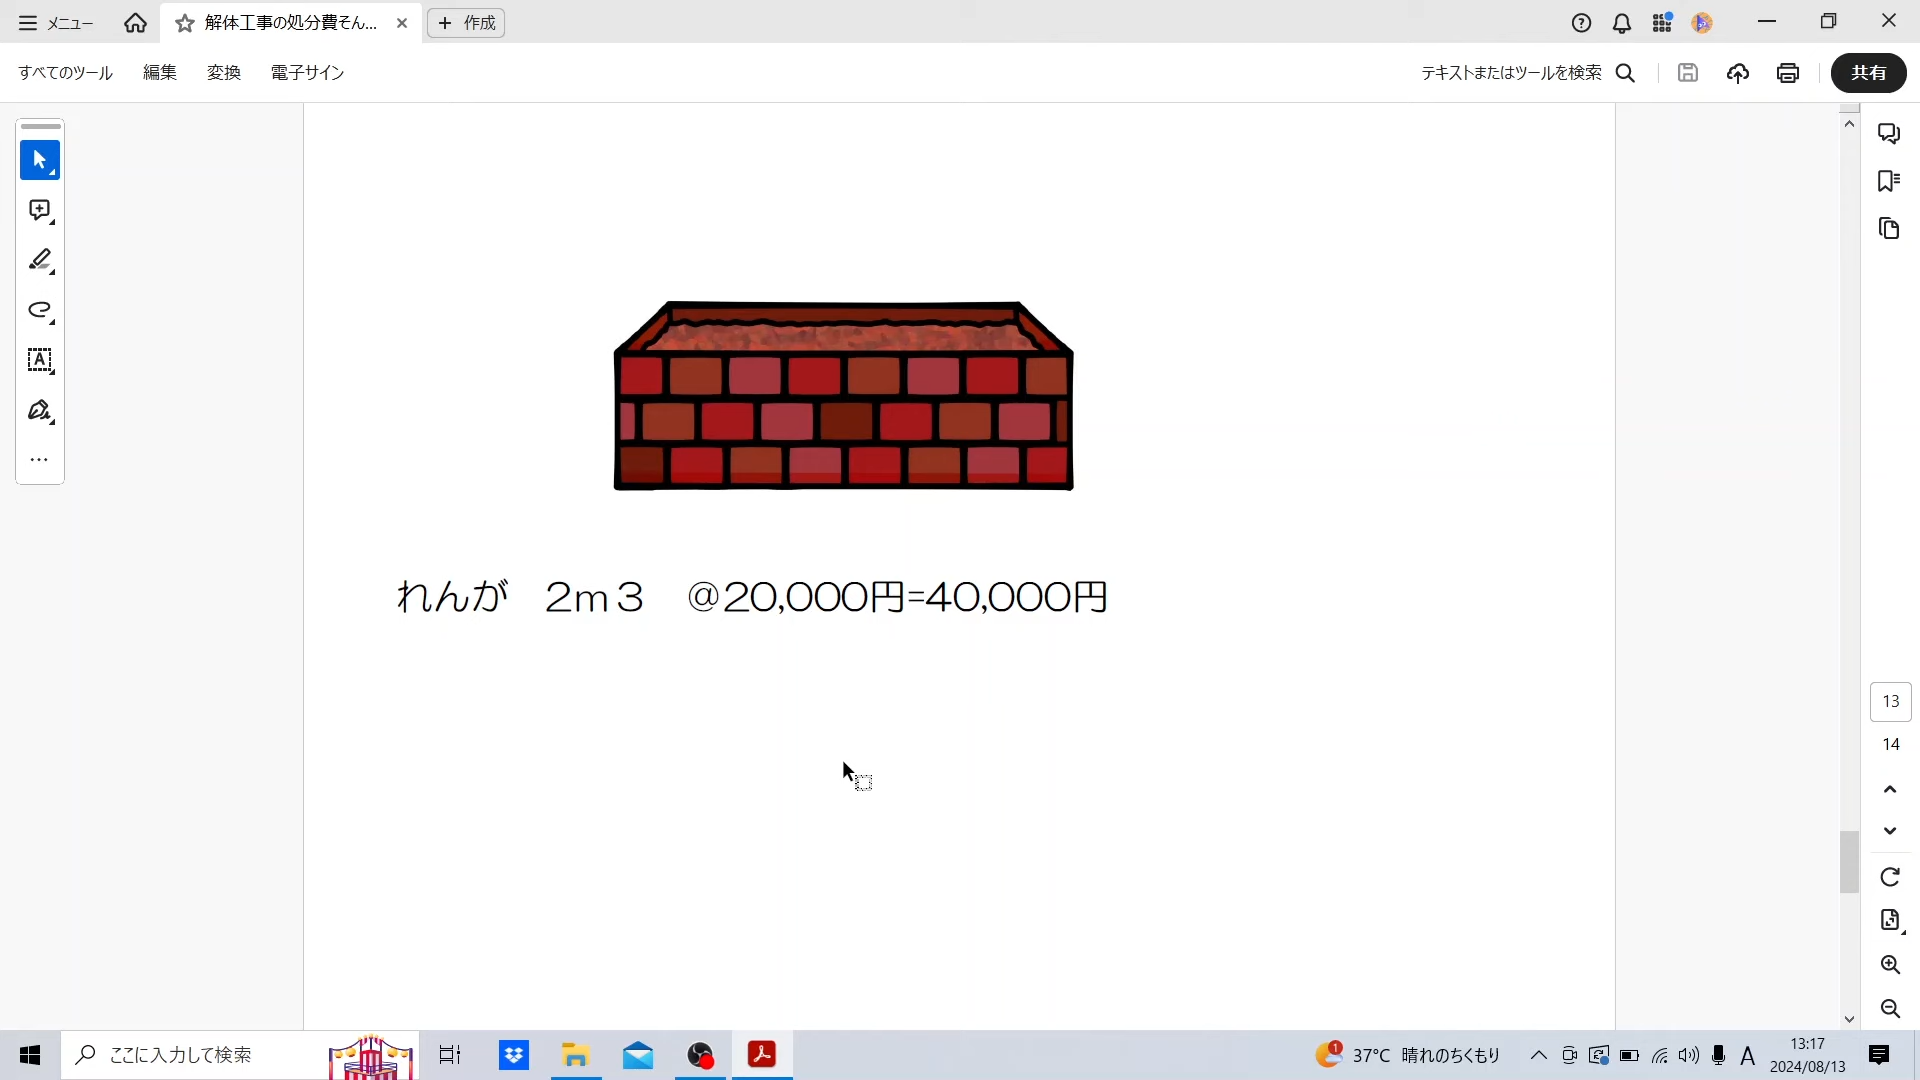 メニュー
解体工事の処分費そん...
作成
すべてのツール
編集
変換
電子サイン
テキストまたはツールを検索
共有
れんが　２ｍ３　＠20,000円=40,000円
13
14
ここに入力して検索
1
37°C 晴れのちくもり
A
13:17
2024/08/13